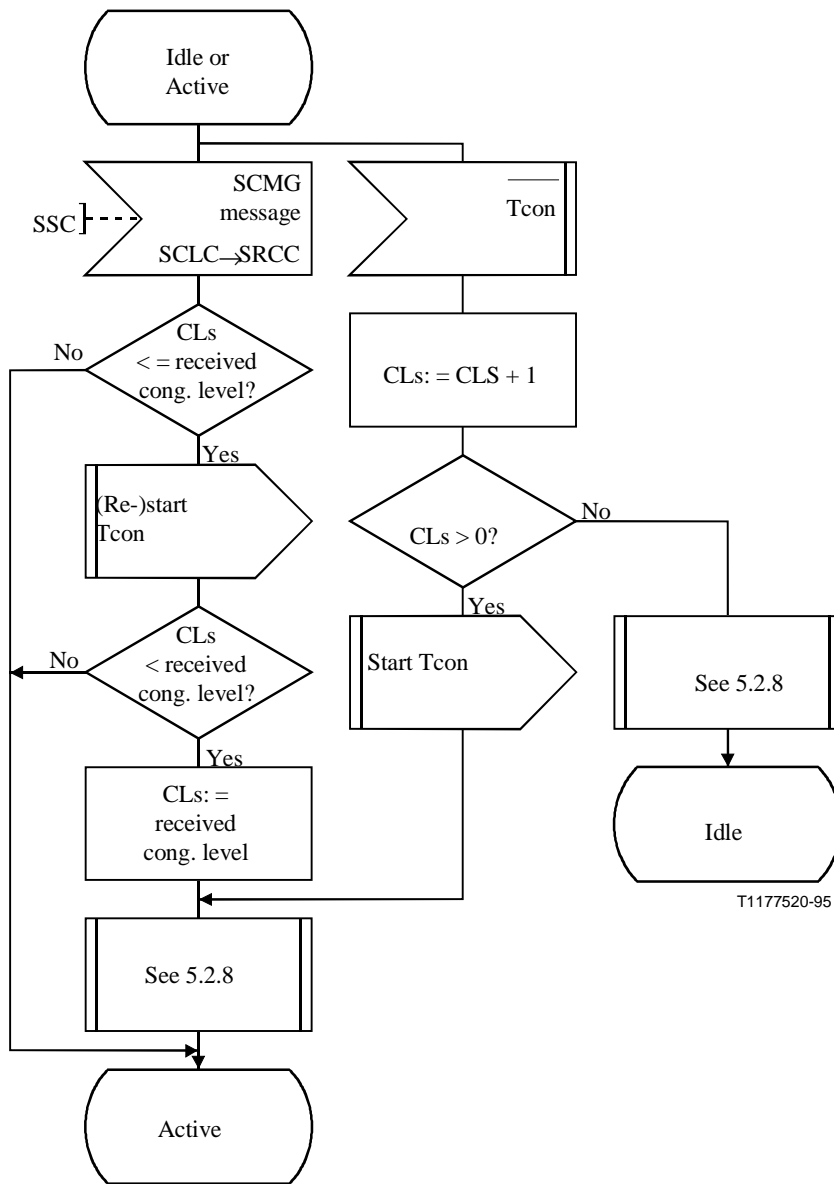 Idle or
Active
SSC
SCMG
message
SCLC→SRCC
Tcon
CLs
< = received
cong. level?
No
Yes
CLs: = CLS + 1
(Re-)start
Tcon
CLs > 0?
No
Yes
CLs
< received
cong. level?
No
Yes
Start Tcon
See 5.2.8
CLs: =
received
cong. level
Idle
T1177520-95
See 5.2.8
Active